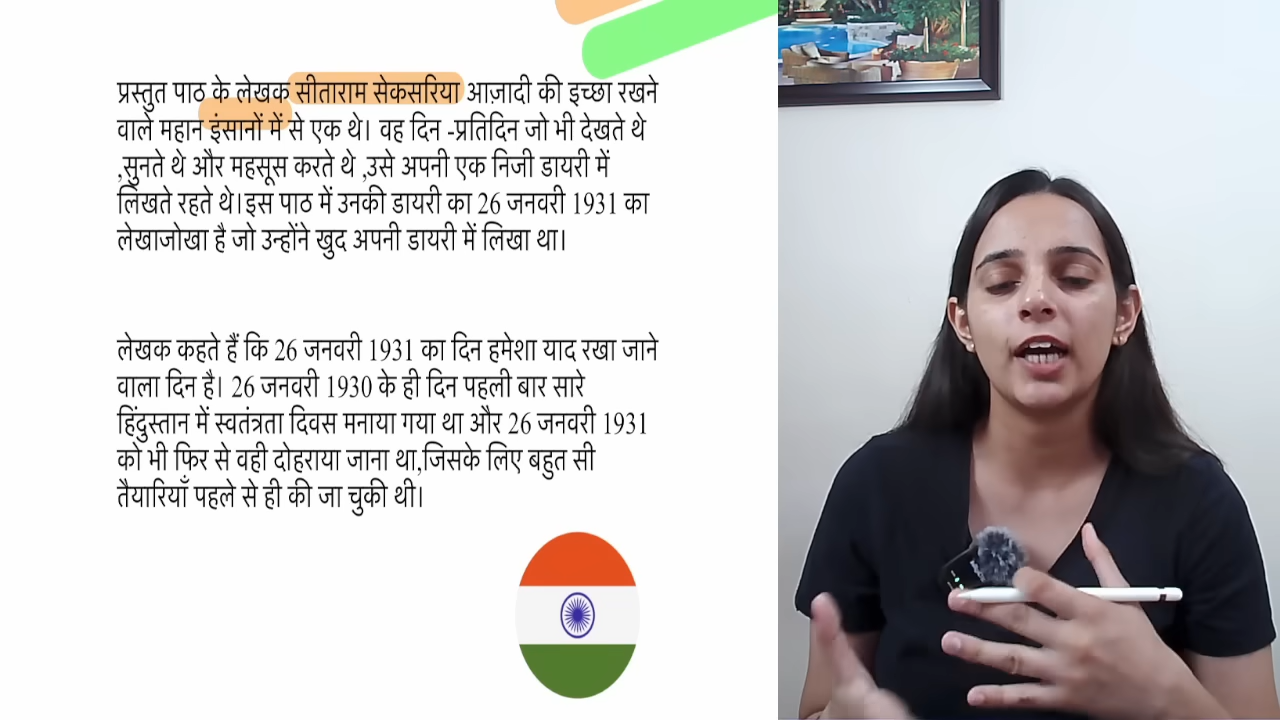 प्रस्तुत पाठ के लेखक सीताराम सेकसरिया आज़ादी की इच्छा रखने
वाले महान इंसानों में से एक थे। वह दिन -प्रतिदिन जो भी देखते थे
,सुनते थे और महसूस करते थे ,उसे अपनी एक निजी डायरी में
लिखते रहते थे।इस पाठ में उनकी डायरी का 26 जनवरी 1931 का
लेखाजोखा है जो उन्होंने खुद अपनी डायरी में लिखा था।
लेखक कहते हैं कि 26 जनवरी 1931 का दिन हमेशा याद रखा जाने
वाला दिन है। 26 जनवरी 1930 के ही दिन पहली बार सारे
हिंदुस्तान में स्वतंत्रता दिवस मनाया गया था और 26 जनवरी 1931
को भी फिर से वही दोहराया जाना था,जिसके लिए बहुत सी
तैयारियाँ पहले से ही की जा चुकी थी।